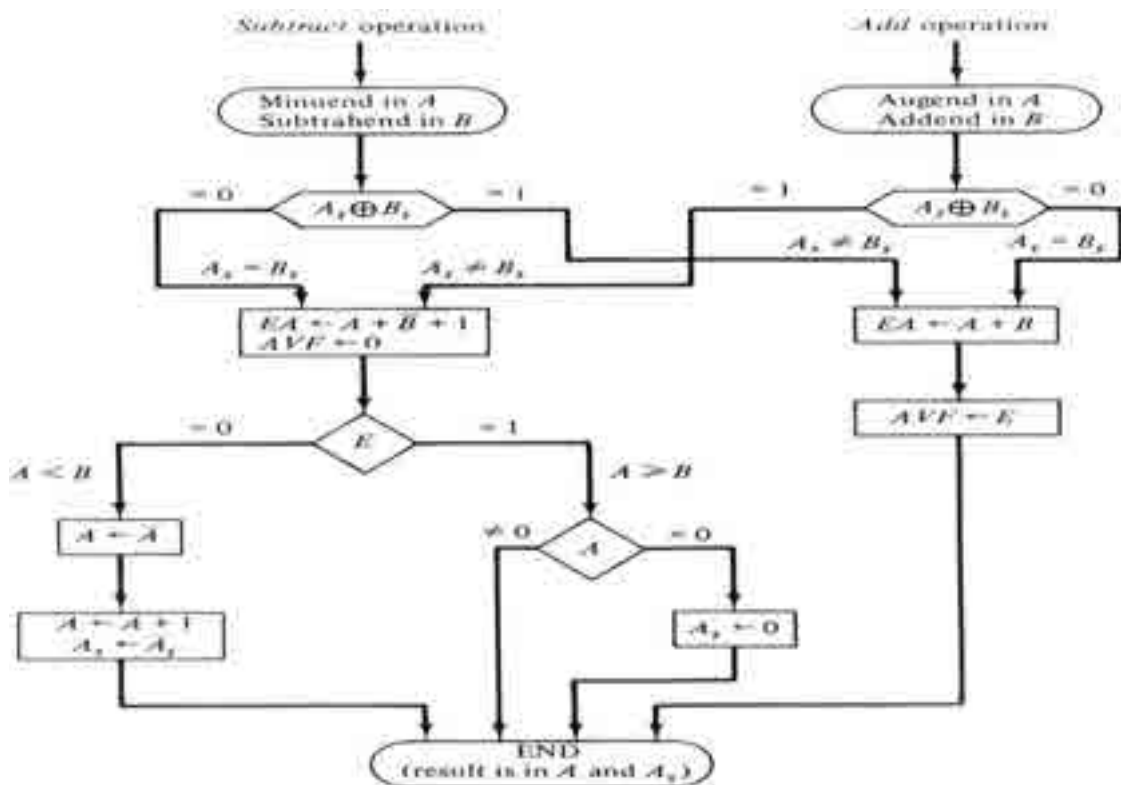 Subtract operation
Add operation
Minuend in A
Subtrahend in B
Augend in A
Addend in B
= 0
A_s ⊕ B_s
= 1
= 1
A_s ⊕ B_s
= 0
A_s = B_s
A_s ≠ B_s
A_s ≠ B_s
A_s = B_s
EA ← A + B̅ + 1
AVF ← 0
EA ← A + B
AVF ← E
= 0
E
= 1
A < B
A ≥ B
A ← A̅
≠ 0
A
= 0
A ← A + 1
A_s ← A̅_s
A_s ← 0
END
(result is in A and A_s)